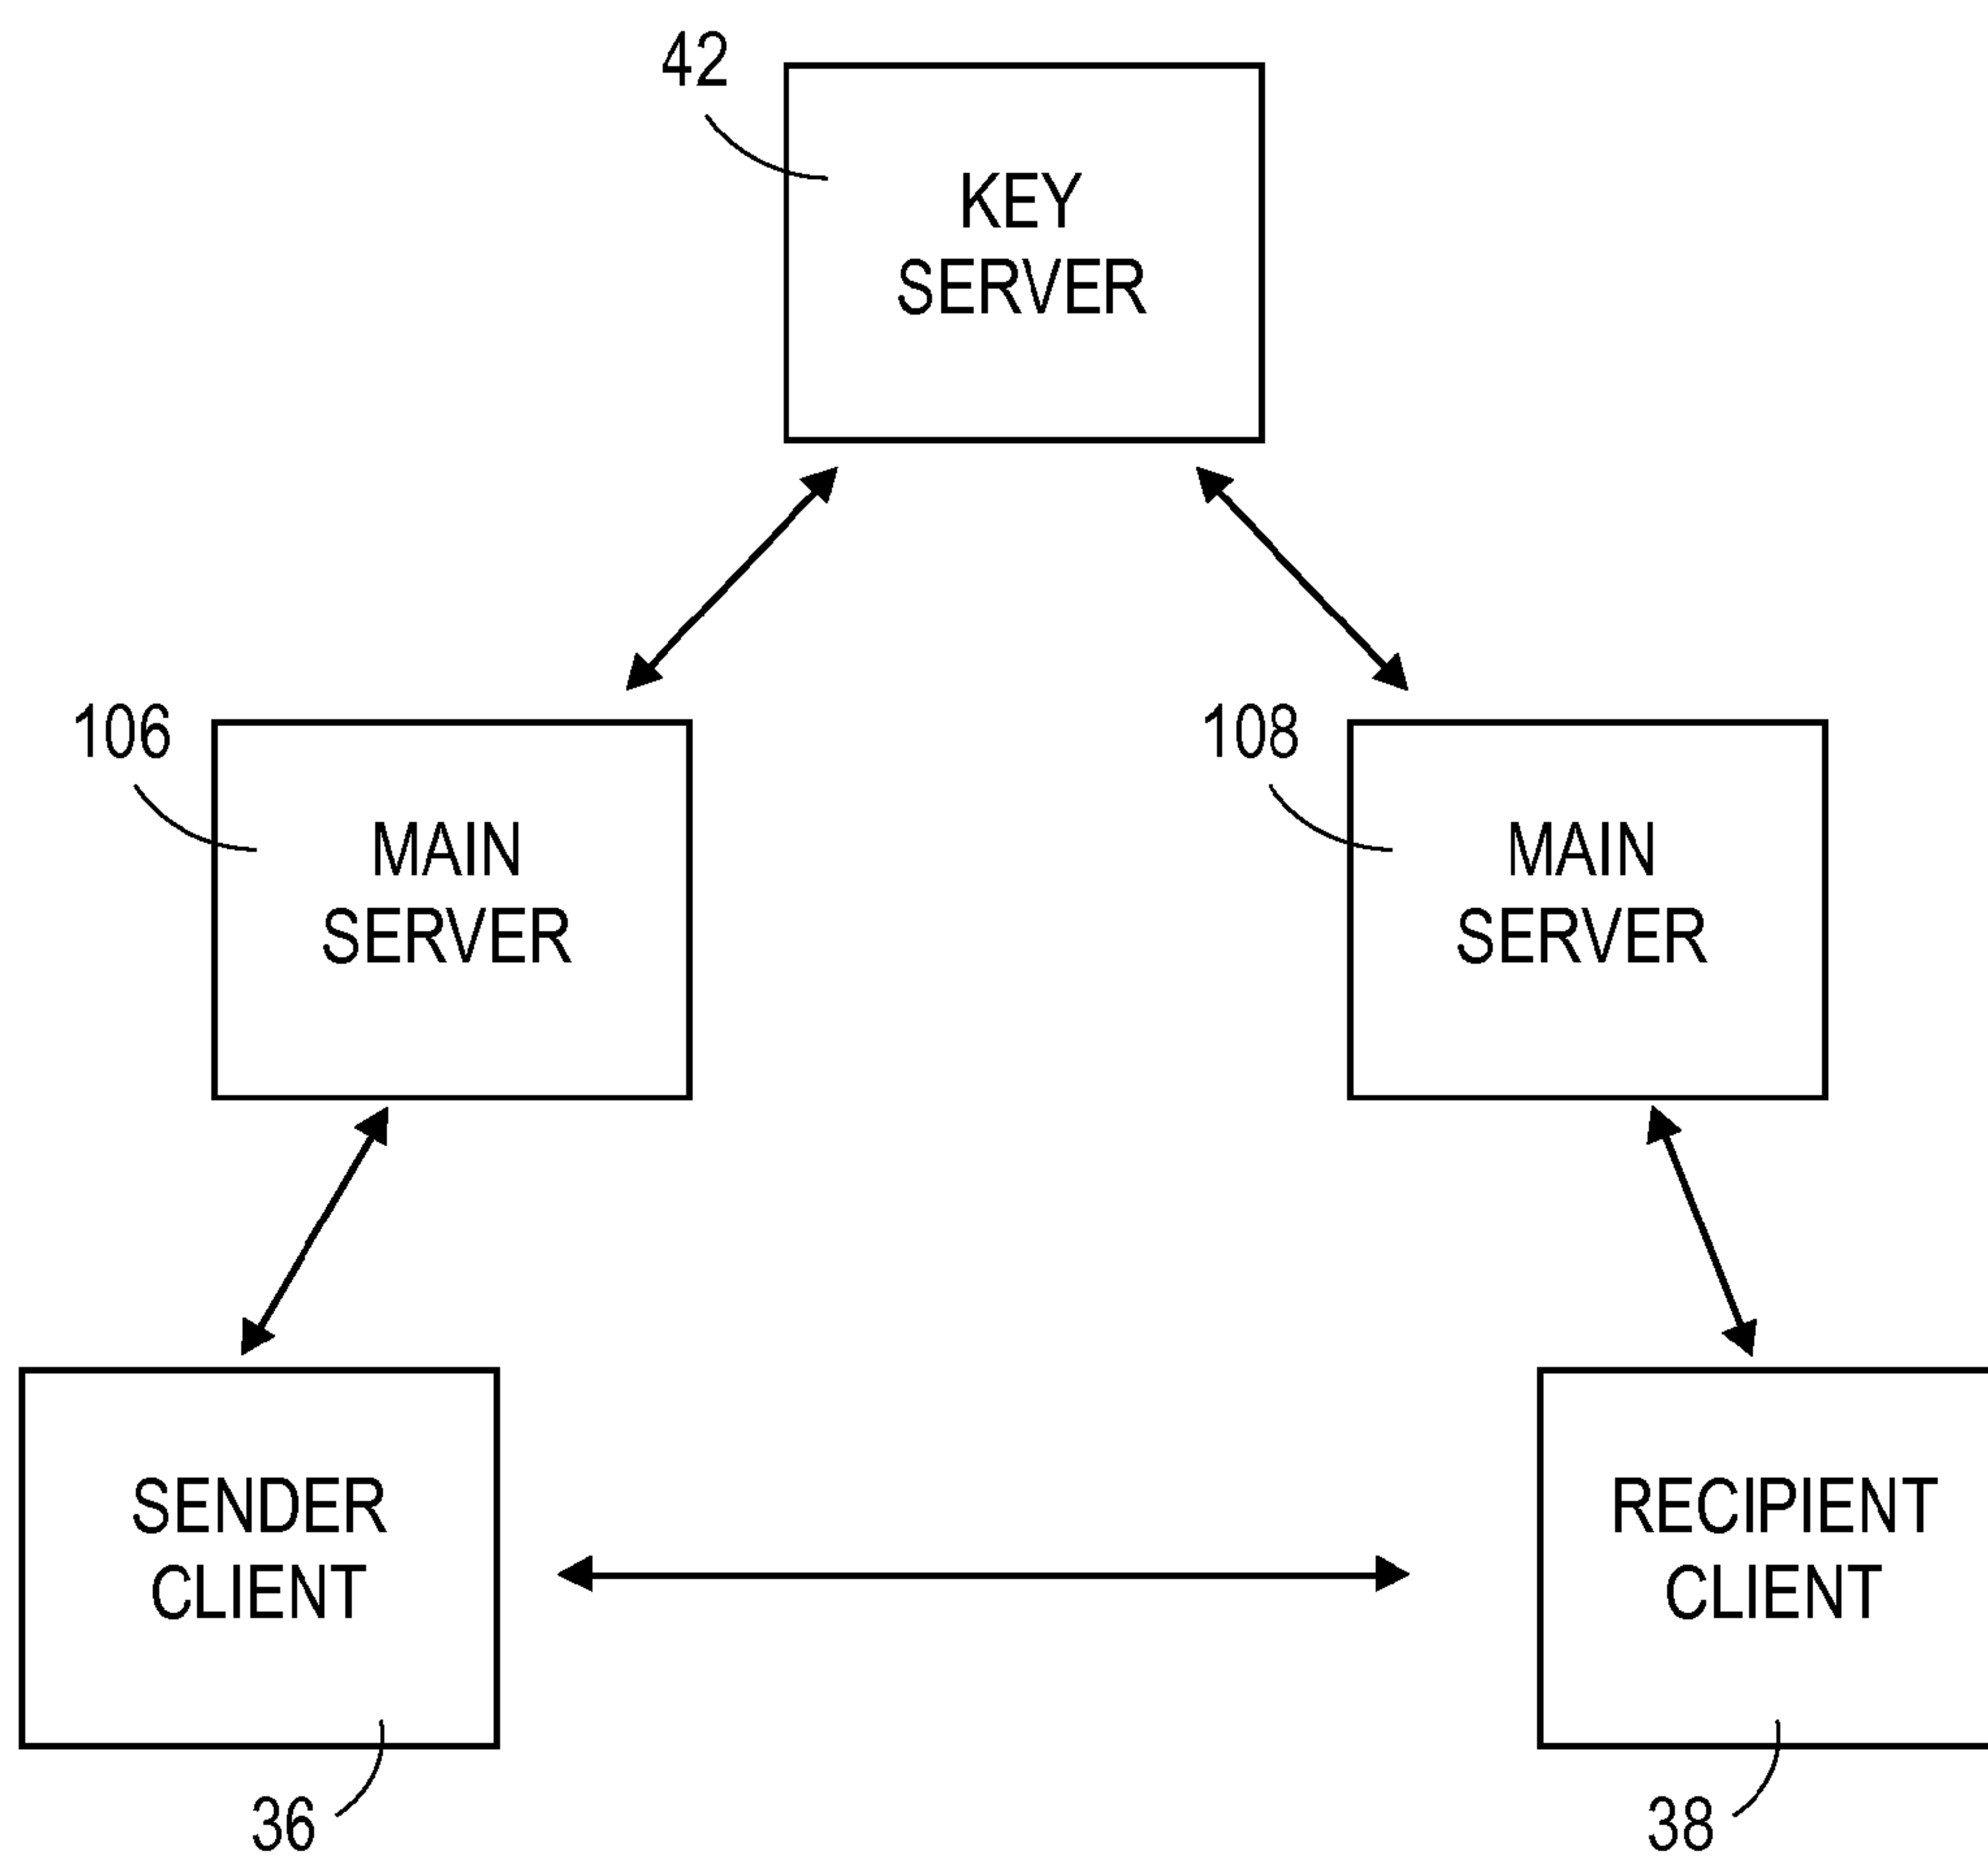 42
KEY
SERVER
106
MAIN
SERVER
108
MAIN
SERVER
SENDER
CLIENT
36
RECIPIENT
CLIENT
38